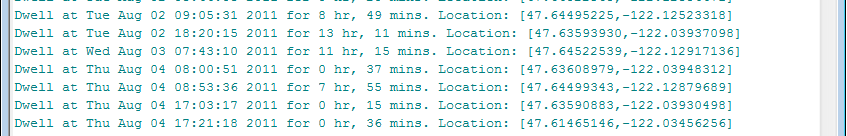 Dwell at Tue Aug 02 09:05:31 2011 for 8 hr, 49 mins. Location: [47.64495225,-122.12523318]
Dwell at Tue Aug 02 18:20:15 2011 for 13 hr, 11 mins. Location: [47.63593930,-122.03937098]
Dwell at Wed Aug 03 07:43:10 2011 for 11 hr, 15 mins. Location: [47.64522539,-122.12917136]
Dwell at Thu Aug 04 08:00:51 2011 for 0 hr, 37 mins. Location: [47.63608979,-122.03948312]
Dwell at Thu Aug 04 08:53:36 2011 for 7 hr, 55 mins. Location: [47.64499343,-122.12879689]
Dwell at Thu Aug 04 17:03:17 2011 for 0 hr, 15 mins. Location: [47.63590883,-122.03930498]
Dwell at Thu Aug 04 17:21:18 2011 for 0 hr, 36 mins. Location: [47.61465146,-122.03456256]